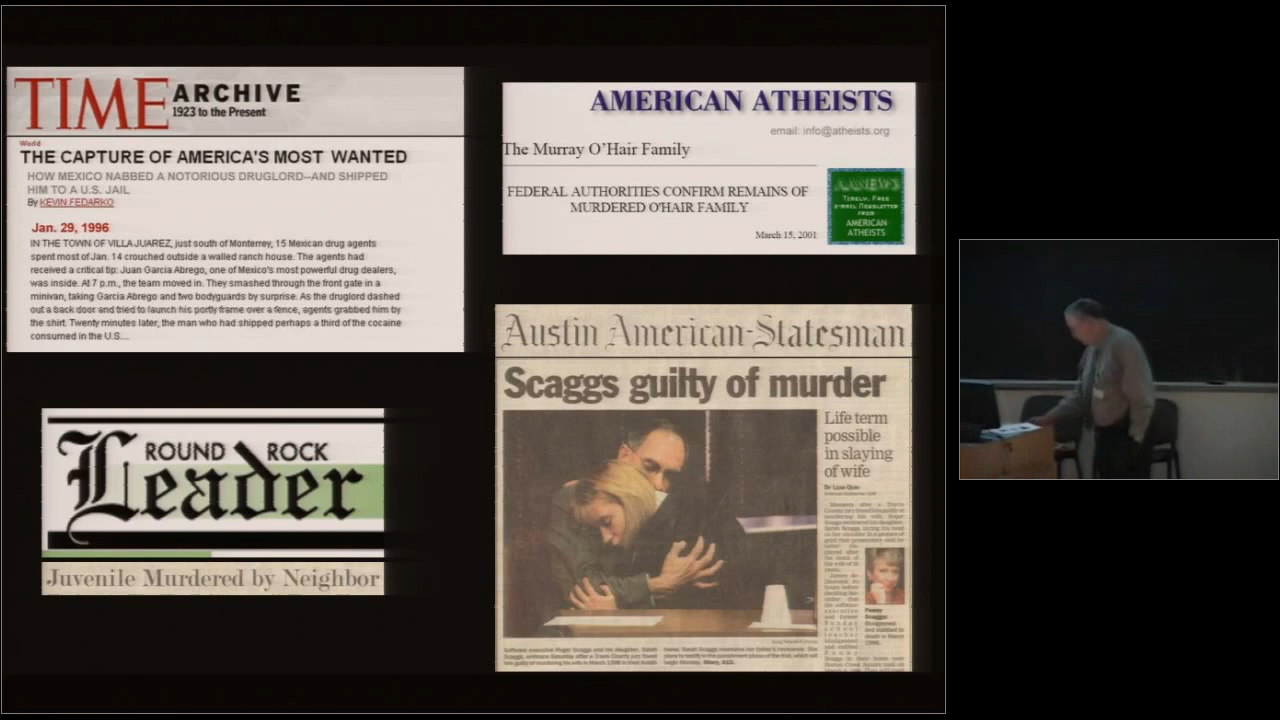 TIME ARCHIVE
1923 to the Present
World
THE CAPTURE OF AMERICA'S MOST WANTED
HOW MEXICO NABBED A NOTORIOUS DRUGLORD--AND SHIPPED
HIM TO A U.S. JAIL
By KEVIN FEDARKO
Jan. 29, 1996
IN THE TOWN OF VILLA JUAREZ, just south of Monterrey, 15 Mexican drug agents
spent most of Jan. 14 crouched outside a walled ranch house. The agents had
received a critical tip: Juan Garcia Abrego, one of Mexico's most powerful drug dealers,
was inside. At 7 p.m., the team moved in. They smashed through the front gate in a
minivan, taking Garcia Abrego and two bodyguards by surprise. As the druglord dashed
out a back door and tried to launch his portly frame over a fence, agents grabbed him by
the shirt. Twenty minutes later, the man who had shipped perhaps a third of the cocaine
consumed in the U.S....
AMERICAN ATHEISTS
email: info@atheists.org
The Murray O'Hair Family
FEDERAL AUTHORITIES CONFIRM REMAINS OF
MURDERED O'HAIR FAMILY
March 15, 2001
AANEWS
TIMELY, FREE
E-MAIL NEWSLETTER
FROM
AMERICAN
ATHEISTS
ROUND ROCK
Leader
Juvenile Murdered by Neighbor
Austin American-Statesman
Scaggs guilty of murder
Life term
possible
in slaying
of wife